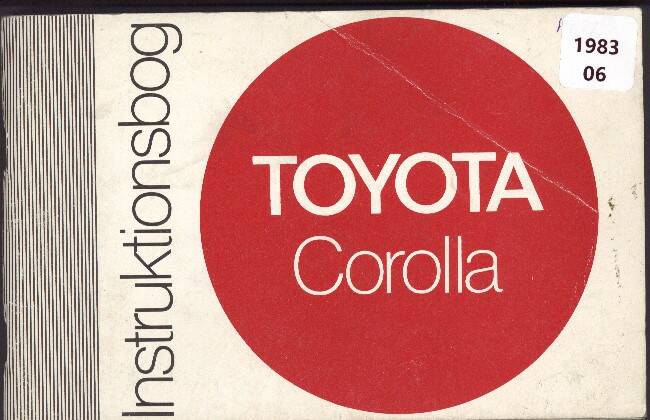 Instruktionsbog
TOYOTA
Corolla
1983
06